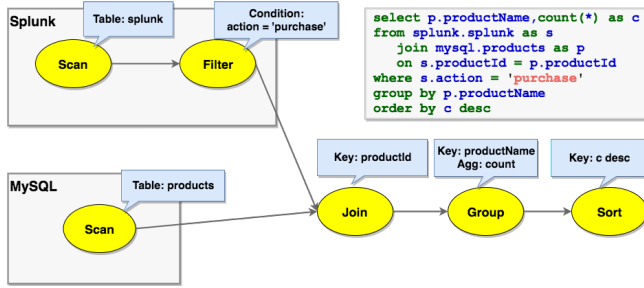 Splunk
Table: splunk
Scan
Condition:
action = 'purchase'
Filter
select p.productName,count(*) as c
from splunk.splunk as s
join mysql.products as p
on s.productId = p.productId
where s.action = 'purchase'
group by p.productName
order by c desc
MySQL
Table: products
Scan
Key: productId
Join
Key: productName
Agg: count
Group
Key: c desc
Sort